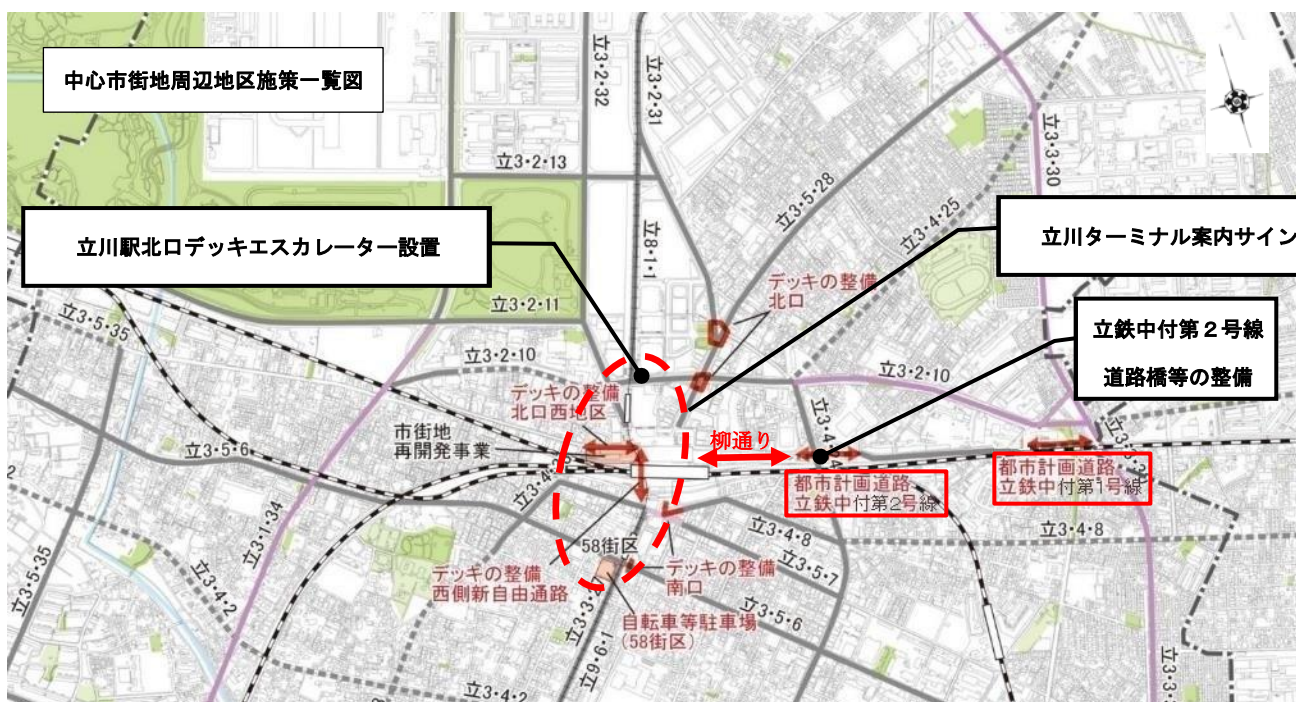 中心市街地周辺地区施策一覧図
立3・2・32
立3・2・31
立3・3・30
立3・2・13
立3・5・28
立3・4・25
立川駅北口デッキエスカレーター設置
立川ターミナル案内サイン
立8・1・1
デッキの整備
北口
立3・2・11
立3・5・35
立鉄中付第2号線
道路橋等の整備
立3・2・10
立3・2・10
デッキの整備
北口西地区
市街地
再開発事業
柳通り
立3・5・6
都市計画道路
立鉄中付第2号線
都市計画道路
立鉄中付第1号線
立3・1・34
立3・4・8
立3・4・8
58街区
立3・5・7
デッキの整備
西側新自由通路
デッキの整備
南口
立3・5・35
立3・4・2
立3・5・6
自転車等駐車場
(58街区)
立9・6・1
立3・4・2